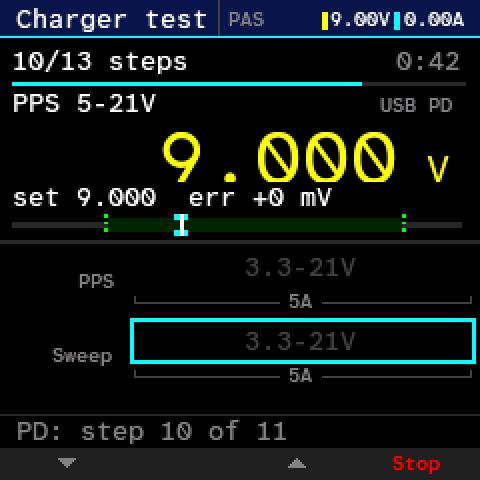 Charger test PAS 9.00V 0.00A
10/13 steps 0:42
PPS 5-21V USB PD
9.000 V
set 9.000 err +0 mV
3.3-21V
PPS
5A
3.3-21V
Sweep
5A
PD: step 10 of 11
Stop